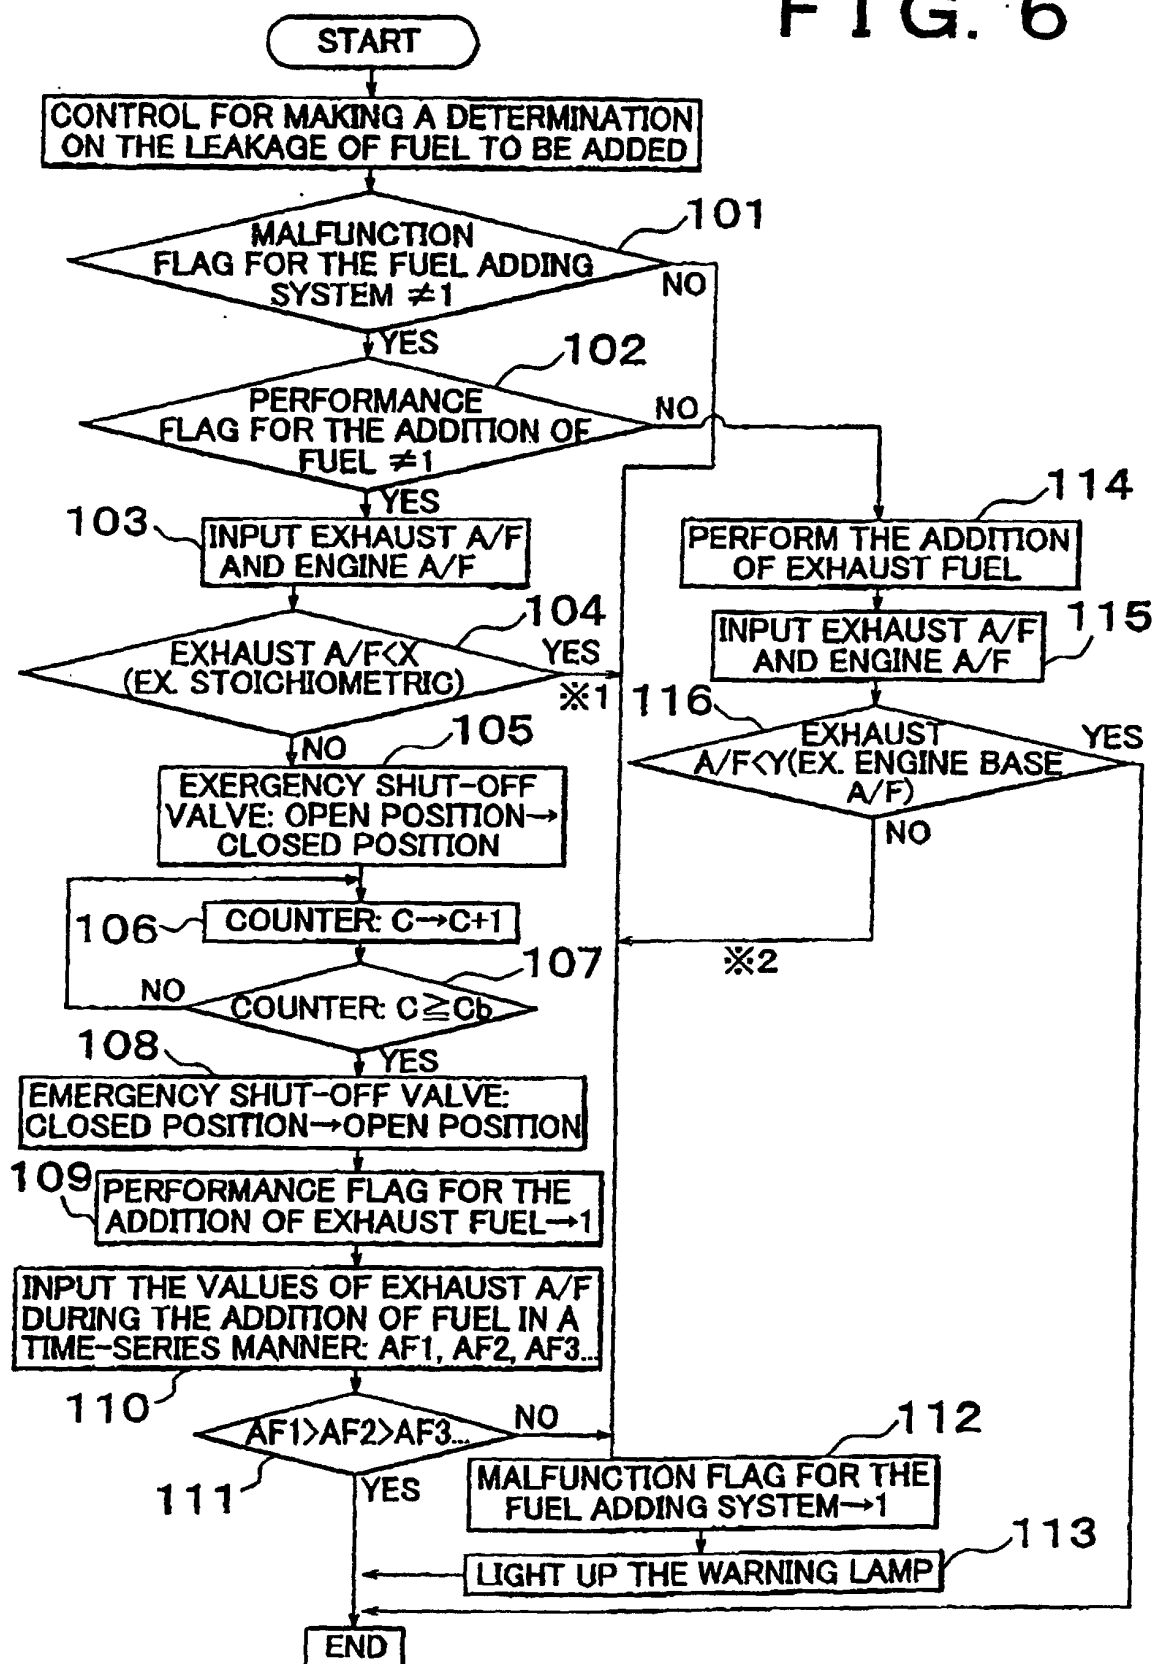 FIG. 6
START
CONTROL FOR MAKING A DETERMINATION
ON THE LEAKAGE OF FUEL TO BE ADDED
101
MALFUNCTION
FLAG FOR THE FUEL ADDING
SYSTEM ≠1
NO
YES
102
PERFORMANCE
FLAG FOR THE ADDITION OF
FUEL ≠1
NO
YES
103
INPUT EXHAUST A/F
AND ENGINE A/F
114
PERFORM THE ADDITION
OF EXHAUST FUEL
104
EXHAUST A/F<X
(EX. STOICHIOMETRIC)
YES
※1
NO
115
INPUT EXHAUST A/F
AND ENGINE A/F
116
EXHAUST
A/F<Y(EX. ENGINE BASE
A/F)
YES
NO
※2
105
EXERGENCY SHUT-OFF
VALVE: OPEN POSITION→
CLOSED POSITION
106
COUNTER: C→C+1
107
COUNTER: C≧Cb
NO
YES
108
EMERGENCY SHUT-OFF VALVE:
CLOSED POSITION→OPEN POSITION
109
PERFORMANCE FLAG FOR THE
ADDITION OF EXHAUST FUEL→1
INPUT THE VALUES OF EXHAUST A/F
DURING THE ADDITION OF FUEL IN A
TIME-SERIES MANNER: AF1, AF2, AF3...
110
AF1>AF2>AF3...
NO
111
YES
112
MALFUNCTION FLAG FOR THE
FUEL ADDING SYSTEM→1
113
LIGHT UP THE WARNING LAMP
END